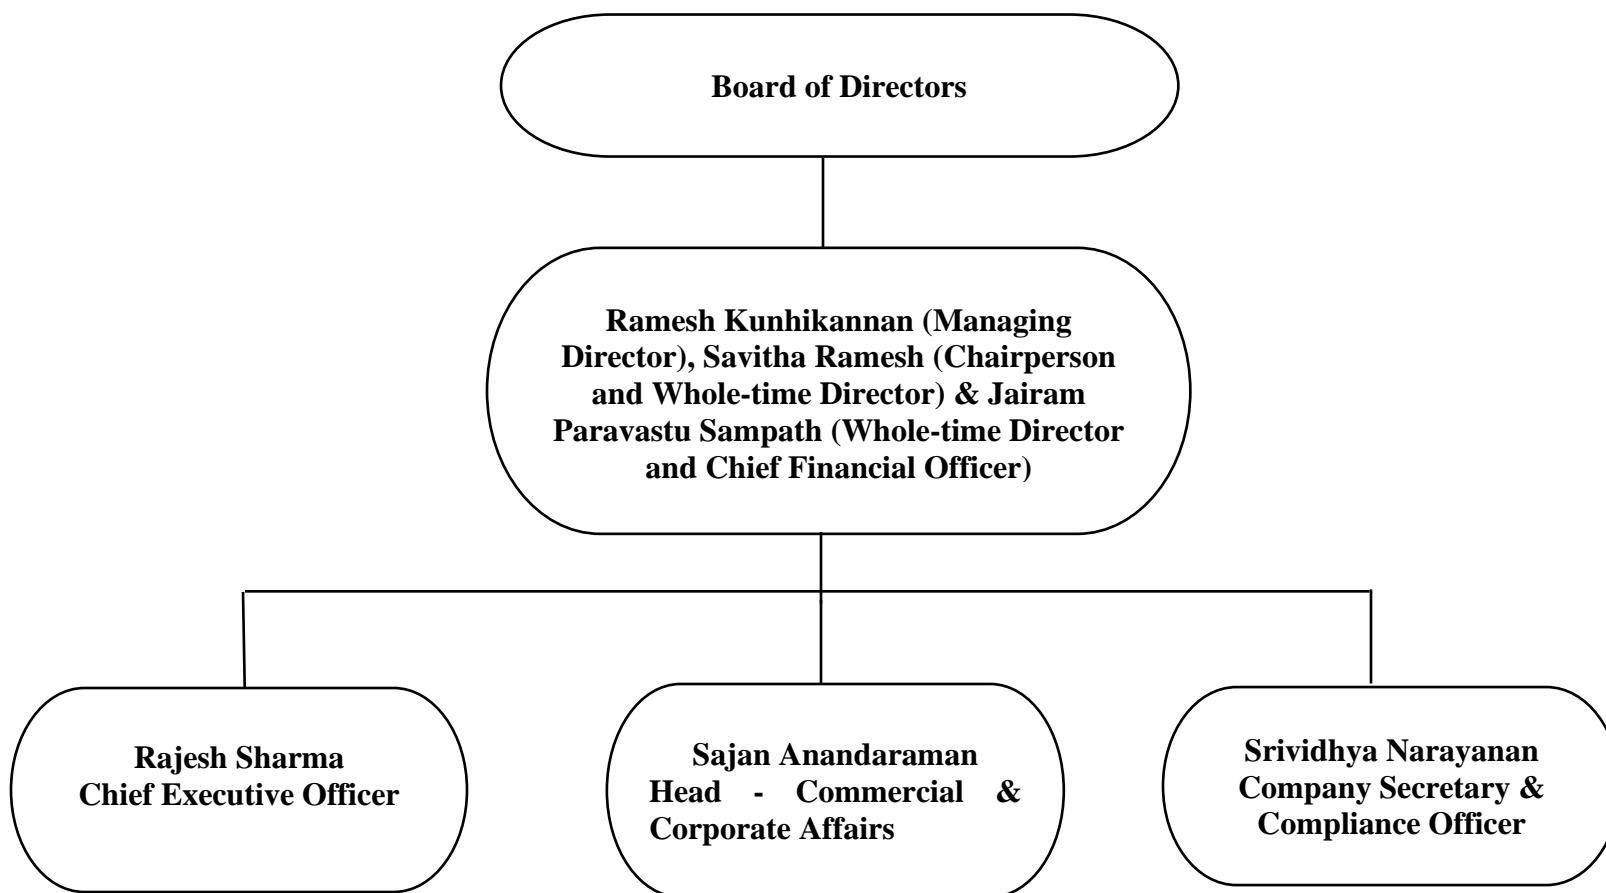 Board of Directors
Ramesh Kunhikannan (Managing
Director), Savitha Ramesh (Chairperson
and Whole-time Director) & Jairam
Paravastu Sampath (Whole-time Director
and Chief Financial Officer)
Rajesh Sharma
Chief Executive Officer
Sajan Anandaraman
Head - Commercial &
Corporate Affairs
Srividhya Narayanan
Company Secretary &
Compliance Officer